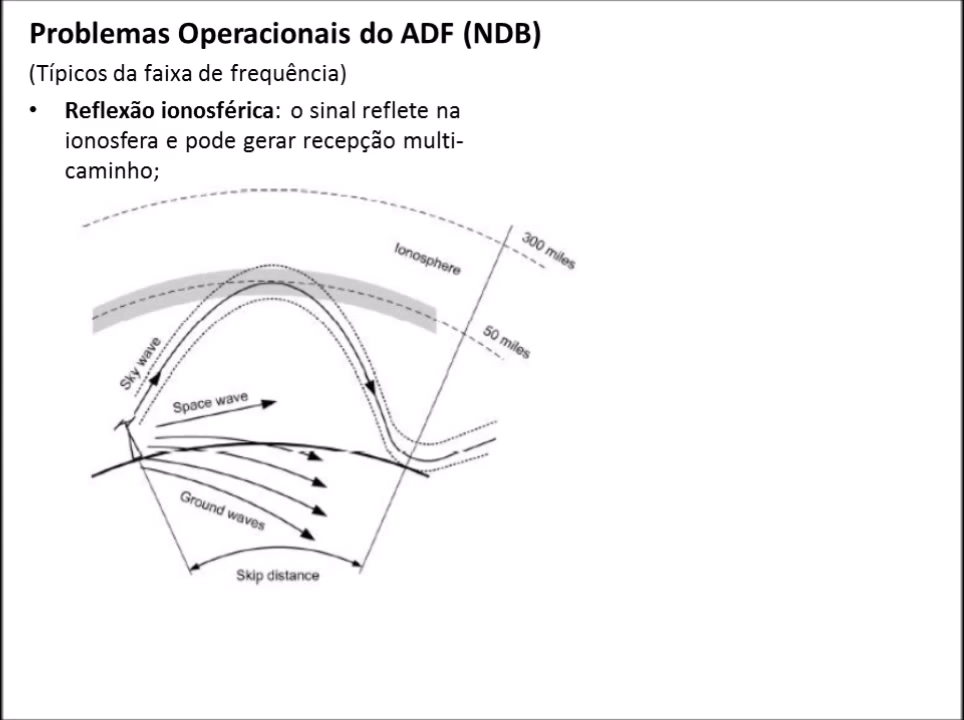 Problemas Operacionais do ADF (NDB)
(Típicos da faixa de frequência)
• Reflexão ionosférica: o sinal reflete na
ionosfera e pode gerar recepção multi-
caminho;
300 miles
Ionosphere
50 miles
Sky wave
Space wave
Ground waves
Skip distance